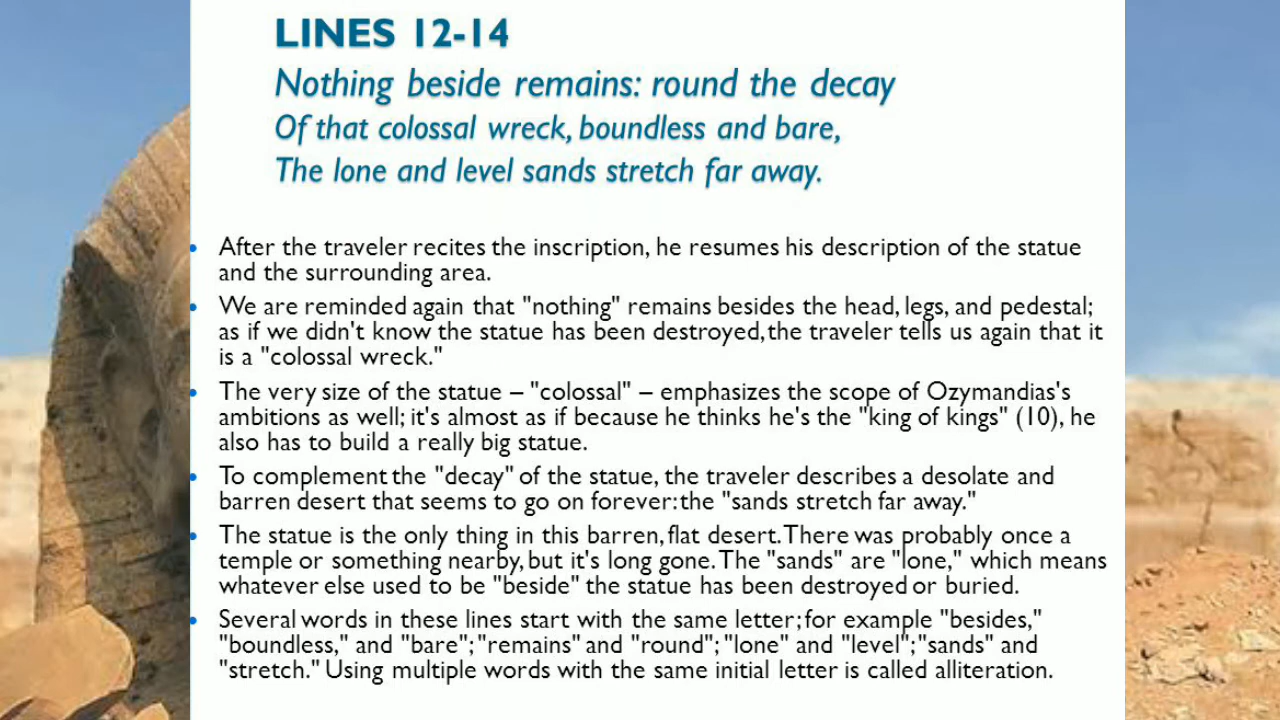 LINES 12-14
Nothing beside remains: round the decay
Of that colossal wreck, boundless and bare,
The lone and level sands stretch far away.
• After the traveler recites the inscription, he resumes his description of the statue
and the surrounding area.
• We are reminded again that "nothing" remains besides the head, legs, and pedestal;
as if we didn't know the statue has been destroyed, the traveler tells us again that it
is a "colossal wreck."
• The very size of the statue – "colossal" – emphasizes the scope of Ozymandias's
ambitions as well; it's almost as if because he thinks he's the "king of kings" (10), he
also has to build a really big statue.
• To complement the "decay" of the statue, the traveler describes a desolate and
barren desert that seems to go on forever: the "sands stretch far away."
• The statue is the only thing in this barren, flat desert. There was probably once a
temple or something nearby, but it's long gone. The "sands" are "lone," which means
whatever else used to be "beside" the statue has been destroyed or buried.
• Several words in these lines start with the same letter; for example "besides,"
"boundless," and "bare"; "remains" and "round"; "lone" and "level"; "sands" and
"stretch." Using multiple words with the same initial letter is called alliteration.